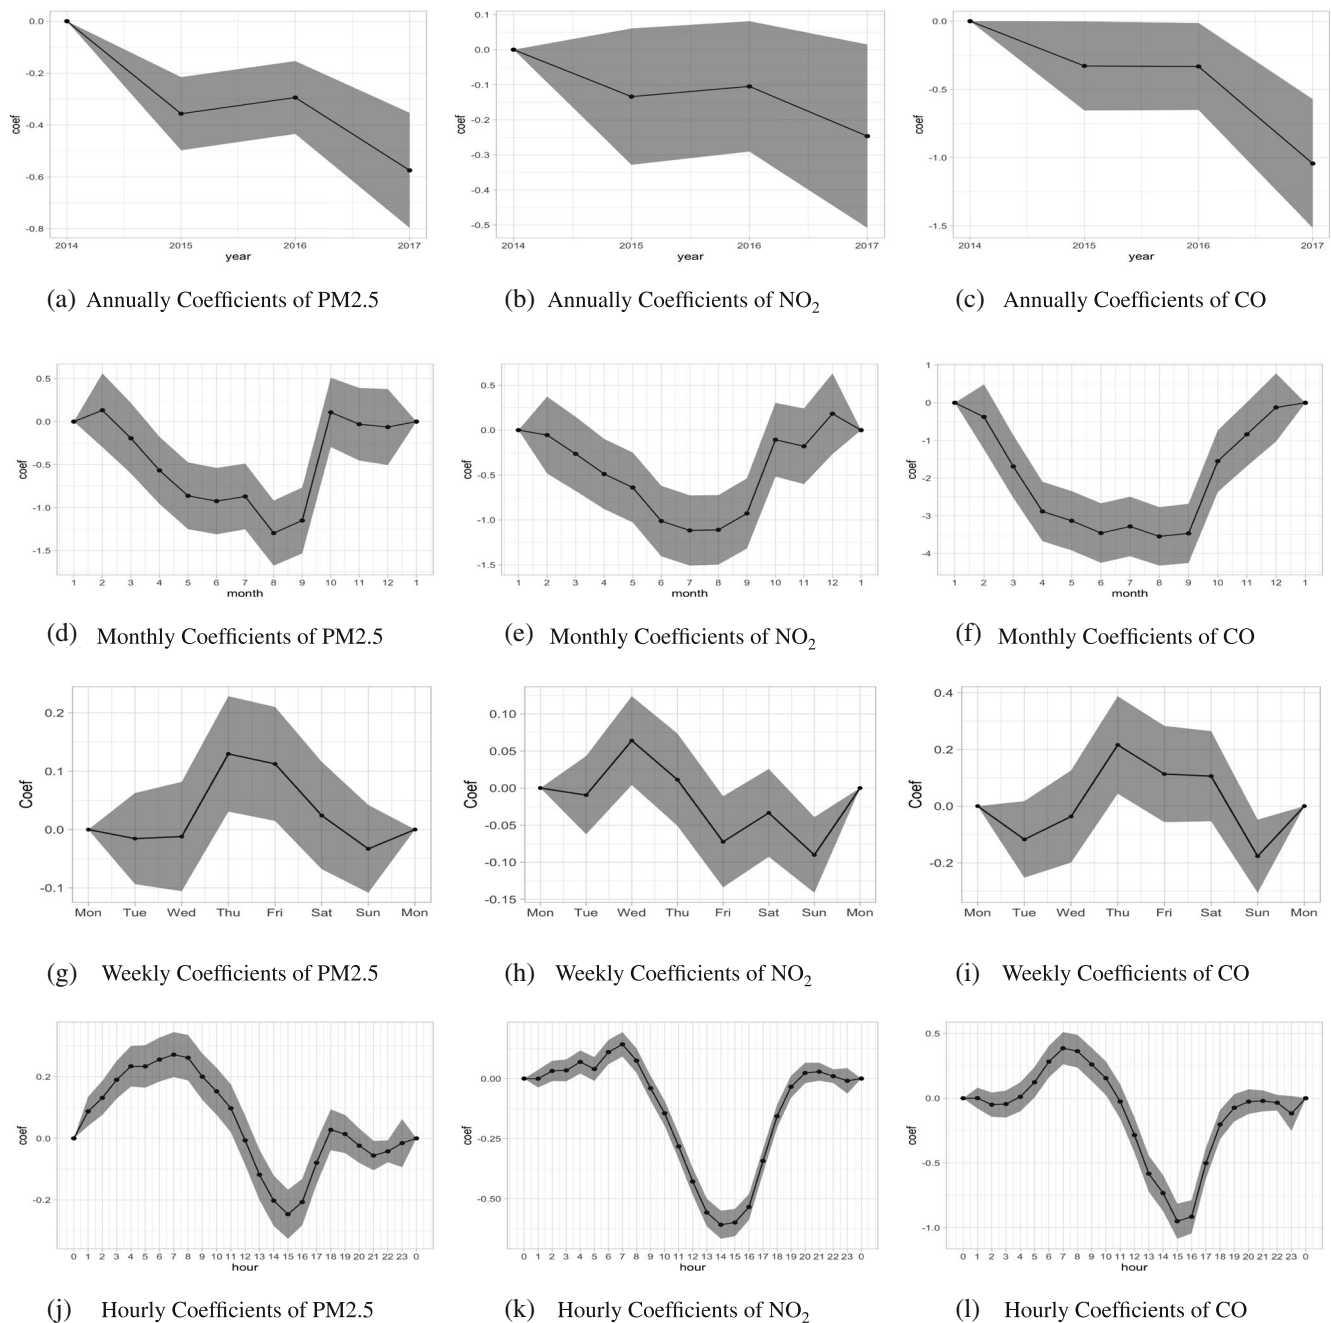 0.0
-0.2
-0.4
-0.6
-0.8
coef
2014 2015 2016 2017
year
0.1
0.0
-0.1
-0.2
-0.3
-0.4
-0.5
coef
2014 2015 2016 2017
year
0.0
-0.5
-1.0
-1.5
coef
2014 2015 2016 2017
year
(a) Annually Coefficients of PM2.5
(b) Annually Coefficients of NO2
(c) Annually Coefficients of CO
0.5
0.0
-0.5
-1.0
-1.5
coef
1 2 3 4 5 6 7 8 9 10 11 12 1
month
0.5
0.0
-0.5
-1.0
-1.5
coef
1 2 3 4 5 6 7 8 9 10 11 12 1
month
1
0
-1
-2
-3
-4
coef
1 2 3 4 5 6 7 8 9 10 11 12 1
month
(d) Monthly Coefficients of PM2.5
(e) Monthly Coefficients of NO2
(f) Monthly Coefficients of CO
0.2
0.1
0.0
-0.1
Coef
Mon Tue Wed Thu Fri Sat Sun Mon
0.10
0.05
0.00
-0.05
-0.10
-0.15
Coef
Mon Tue Wed Thu Fri Sat Sun Mon
0.4
0.2
0.0
-0.2
Coef
Mon Tue Wed Thu Fri Sat Sun Mon
(g) Weekly Coefficients of PM2.5
(h) Weekly Coefficients of NO2
(i) Weekly Coefficients of CO
0.2
0.0
-0.2
coef
0 1 2 3 4 5 6 7 8 9 10 11 12 13 14 15 16 17 18 19 20 21 22 23 0
hour
0.00
-0.25
-0.50
coef
0 1 2 3 4 5 6 7 8 9 10 11 12 13 14 15 16 17 18 19 20 21 22 23 0
hour
0.5
0.0
-0.5
-1.0
coef
0 1 2 3 4 5 6 7 8 9 10 11 12 13 14 15 16 17 18 19 20 21 22 23 0
hour
(j) Hourly Coefficients of PM2.5
(k) Hourly Coefficients of NO2
(l) Hourly Coefficients of CO